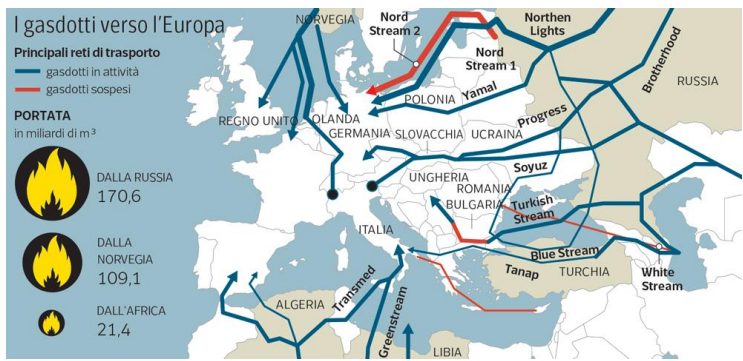 I gasdotti verso l'Europa
Principali reti di trasporto
gasdotti in attività
gasdotti sospesi
PORTATA
in miliardi di m³
DALLA RUSSIA
170,6
DALLA
NORVEGIA
109,1
DALL'AFRICA
21,4
NORVEGIA
Nord
Stream 2
Nord
Stream 1
Northen
Lights
Brotherhood
RUSSIA
REGNO UNITO
OLANDA
GERMANIA
POLONIA
Yamal
Progress
SLOVACCHIA
UCRAINA
Soyuz
UNGHERIA
ROMANIA
BULGARIA
Turkish
Stream
ITALIA
Blue Stream
Tanap
TURCHIA
White
Stream
ALGERIA
Transmed
Greenstream
LIBIA